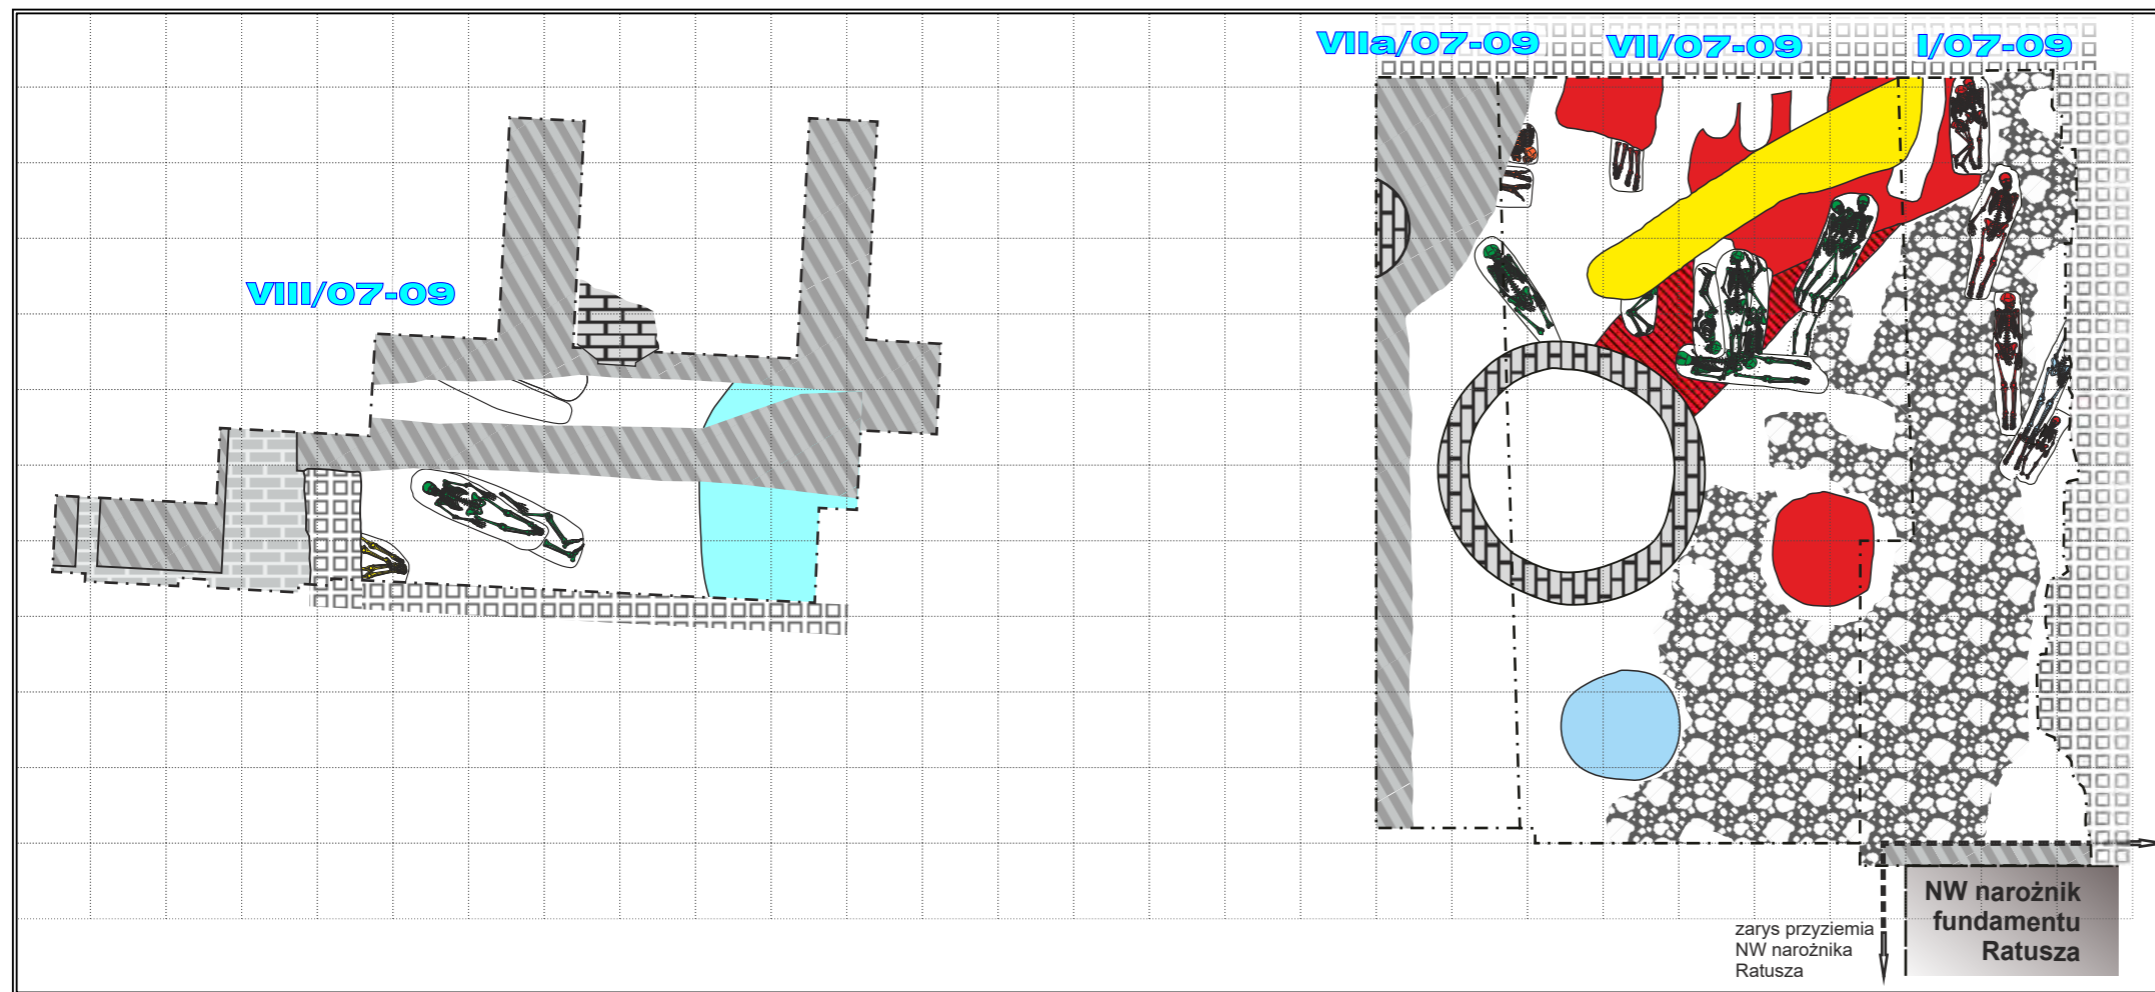 VIIa/07-09
VII/07-09
I/07-09
VIII/07-09
NW narożnik
fundamentu
Ratusza
zarys przyziemia
NW narożnika
Ratusza